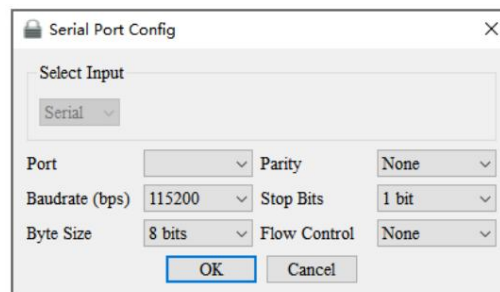 Serial Port Config
Select Input
Serial
Port Parity None
Baudrate (bps) 115200 Stop Bits 1 bit
Byte Size 8 bits Flow Control None
OK Cancel